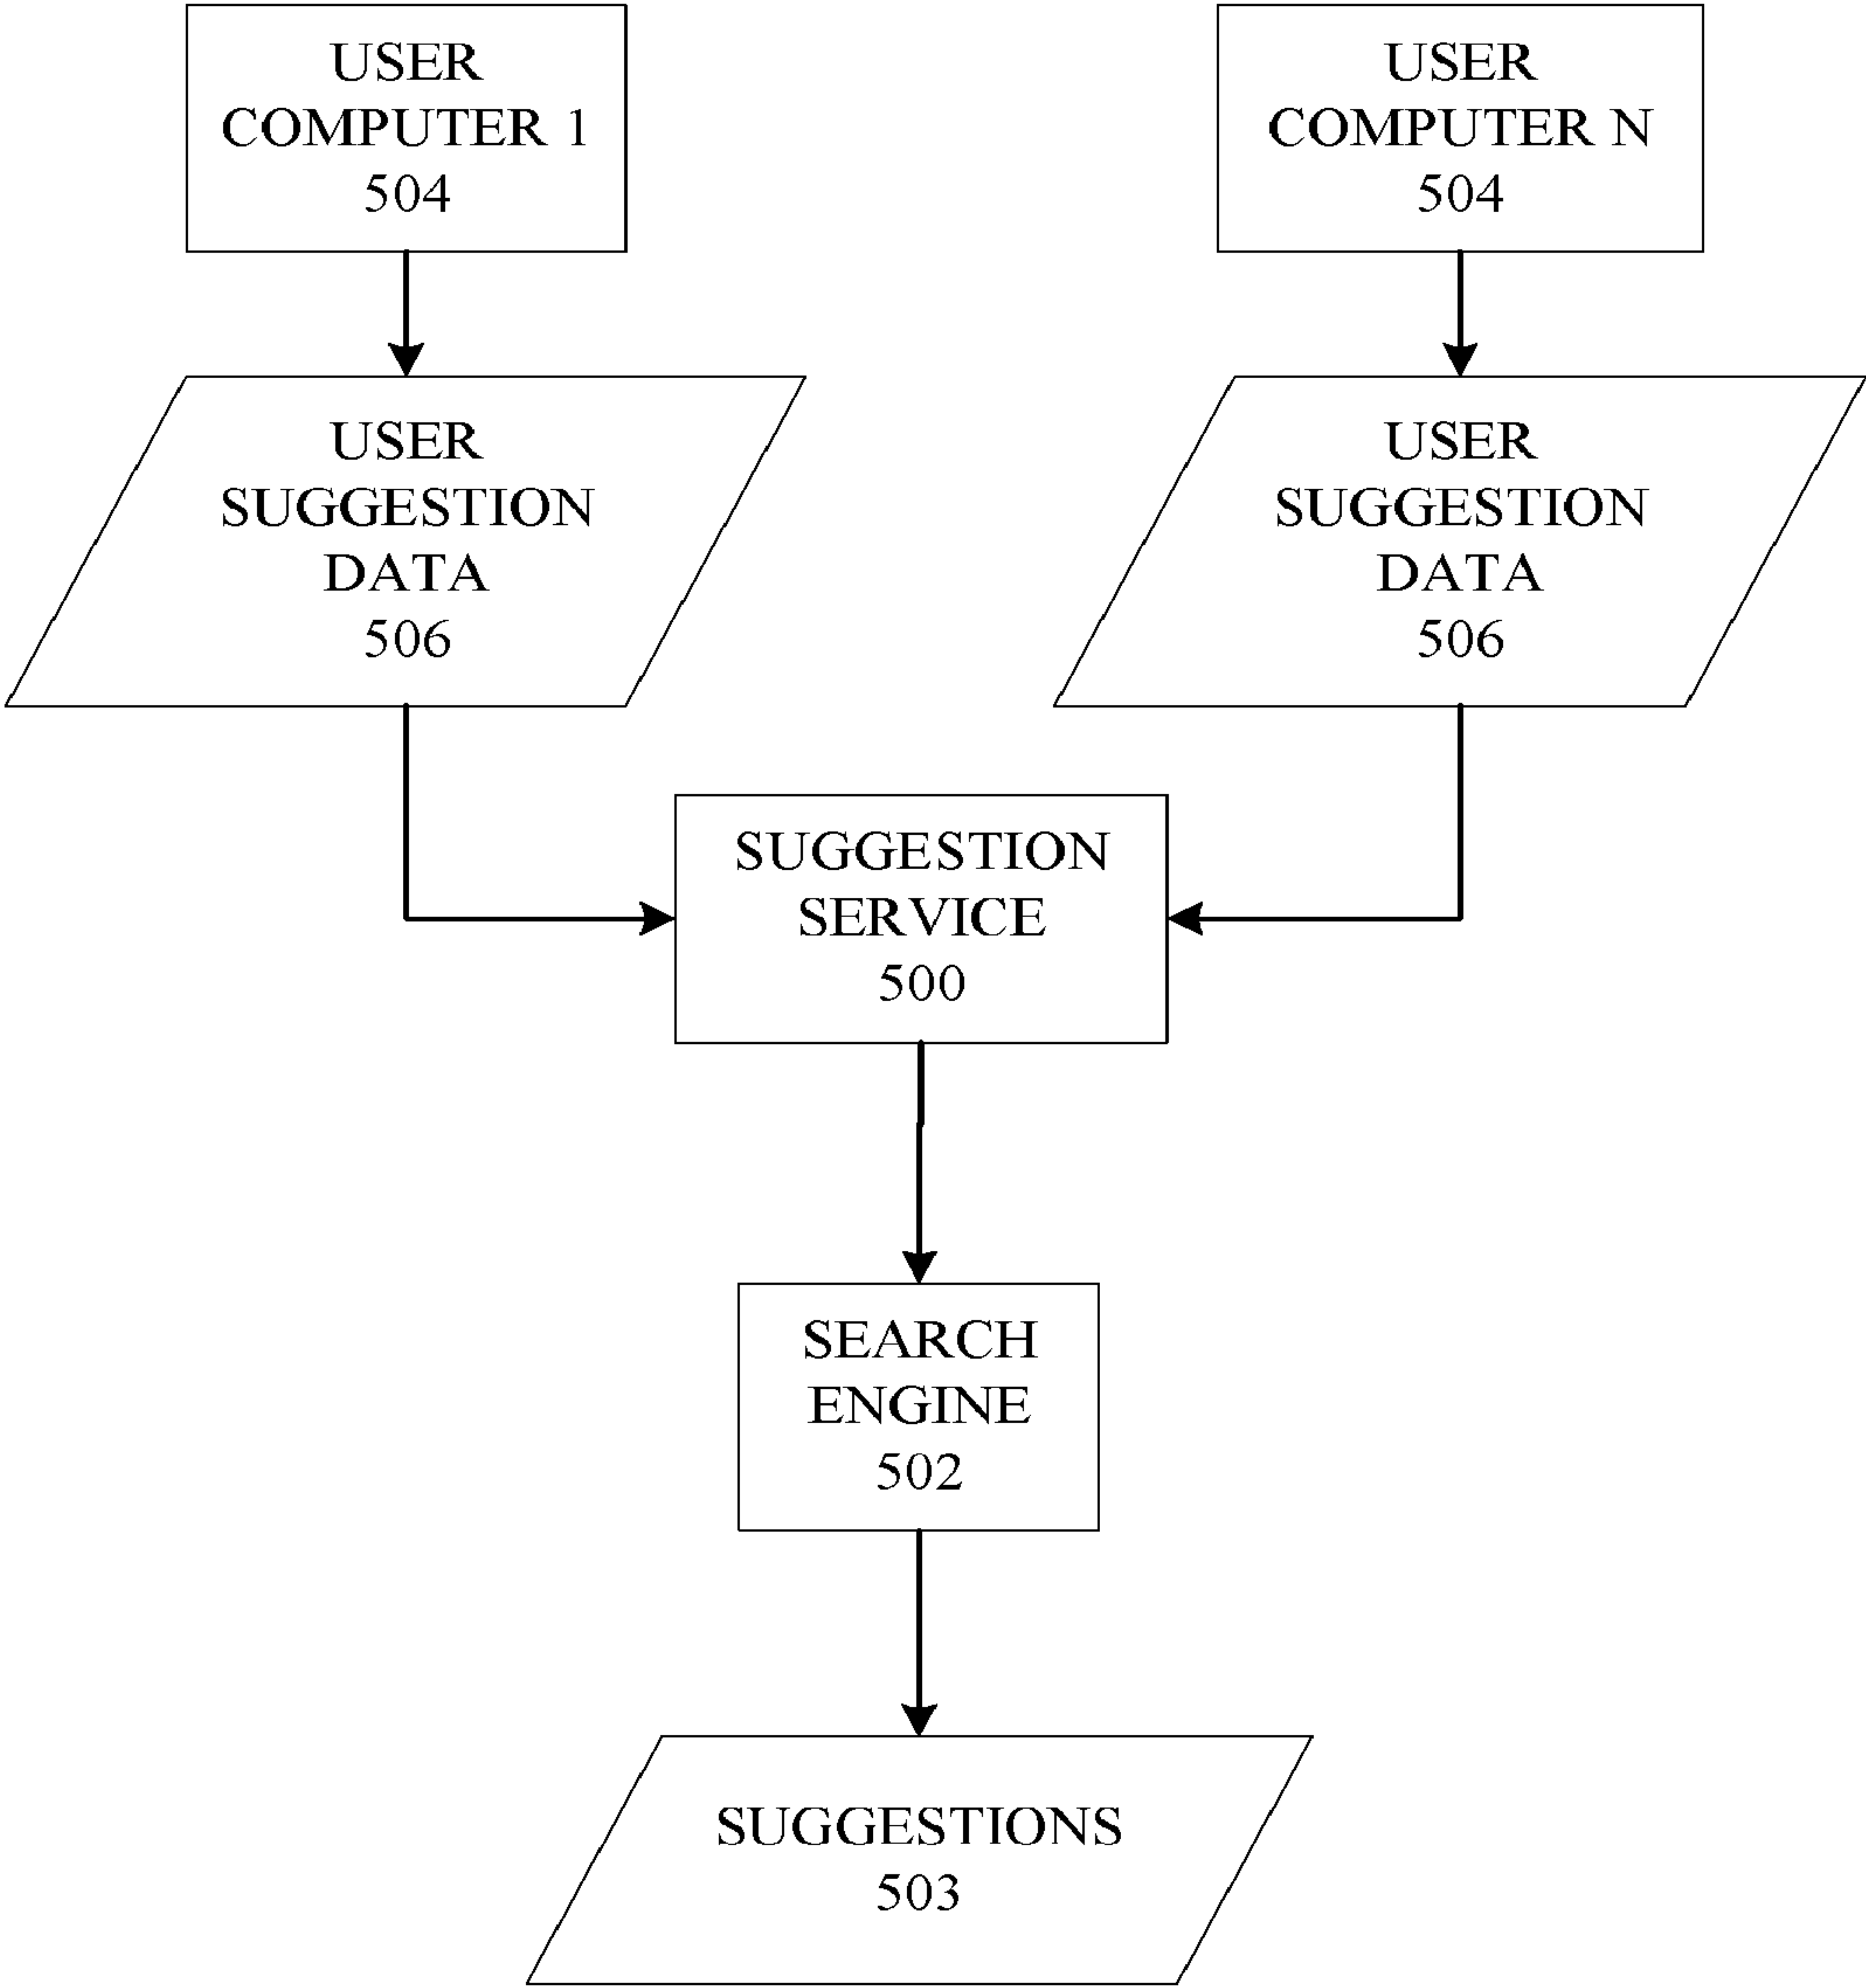 USER
COMPUTER 1
504
USER
COMPUTER N
504
USER
SUGGESTION
DATA
506
USER
SUGGESTION
DATA
506
SUGGESTION
SERVICE
500
SEARCH
ENGINE
502
SUGGESTIONS
503